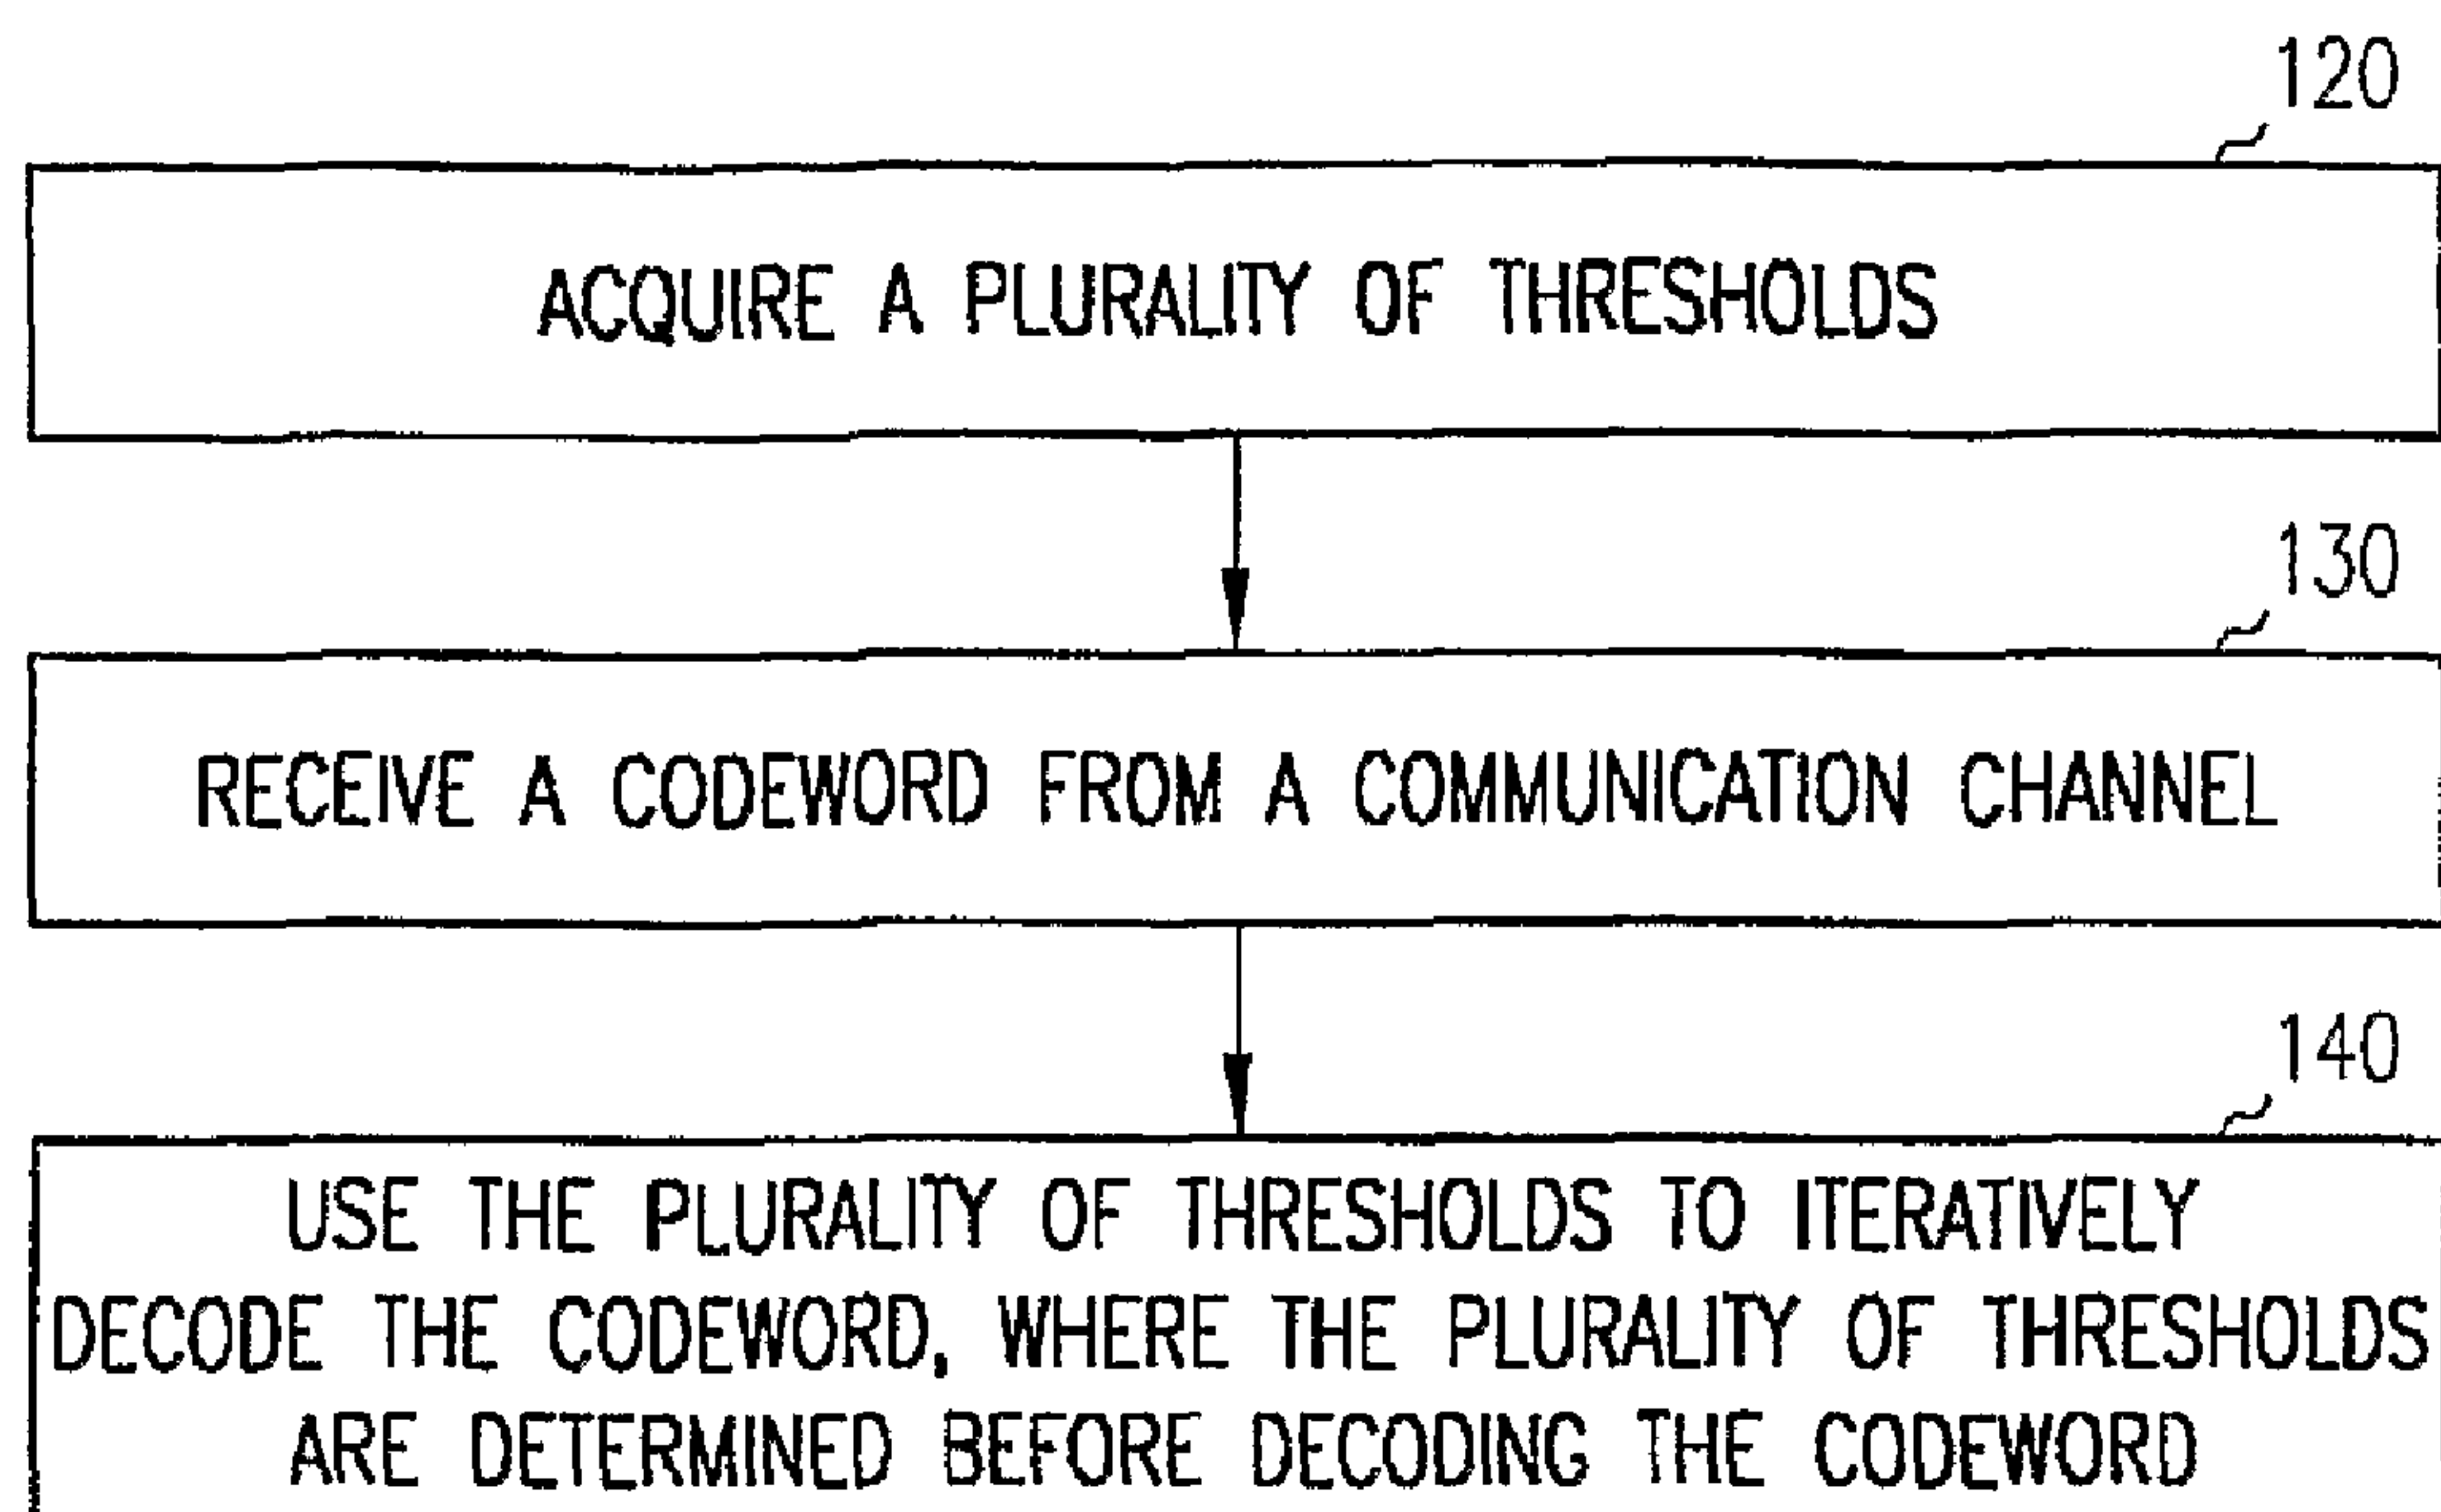 120
ACQUIRE A PLURALITY OF THRESHOLDS
130
RECEIVE A CODEWORD FROM A COMMUNICATION CHANNEL
140
USE THE PLURALITY OF THRESHOLDS TO ITERATIVELY
DECODE THE CODEWORD, WHERE THE PLURALITY OF THRESHOLDS
ARE DETERMINED BEFORE DECODING THE CODEWORD